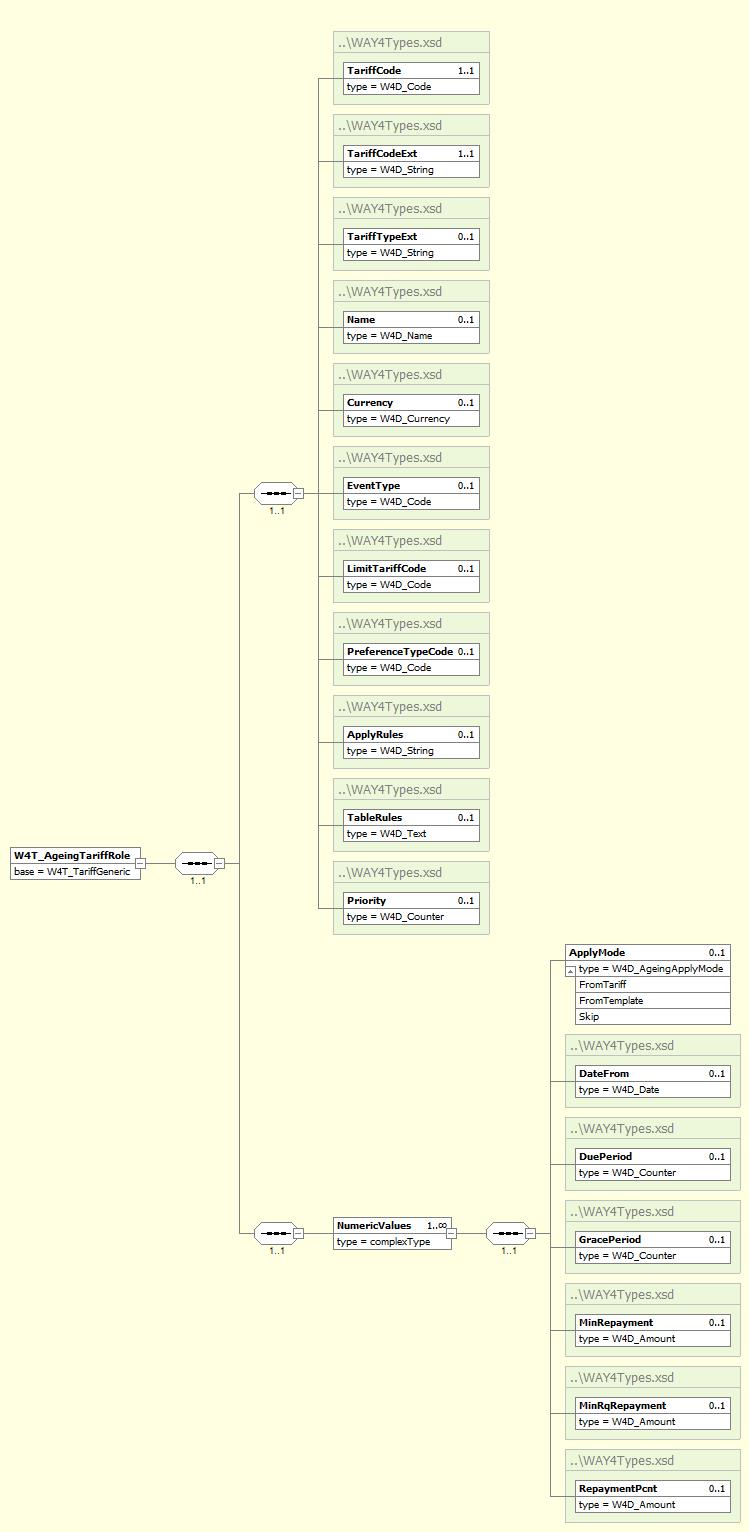 ..\WAY4Types.xsd
TariffCode 1..1
type = W4D_Code
..\WAY4Types.xsd
TariffCodeExt 1..1
type = W4D_String
..\WAY4Types.xsd
TariffTypeExt 0..1
type = W4D_String
..\WAY4Types.xsd
Name 0..1
type = W4D_Name
..\WAY4Types.xsd
Currency 0..1
type = W4D_Currency
..\WAY4Types.xsd
EventType 0..1
type = W4D_Code
1..1
..\WAY4Types.xsd
LimitTariffCode 0..1
type = W4D_Code
..\WAY4Types.xsd
PreferenceTypeCode 0..1
type = W4D_Code
..\WAY4Types.xsd
ApplyRules 0..1
type = W4D_String
..\WAY4Types.xsd
TableRules 0..1
type = W4D_Text
W4T_AgeingTariffRole
base = W4T_TariffGeneric
1..1
..\WAY4Types.xsd
Priority 0..1
type = W4D_Counter
ApplyMode 0..1
type = W4D_AgeingApplyMode
FromTariff
FromTemplate
Skip
..\WAY4Types.xsd
DateFrom 0..1
type = W4D_Date
..\WAY4Types.xsd
DuePeriod 0..1
type = W4D_Counter
1..1
NumericValues 1..∞
type = complexType
1..1
..\WAY4Types.xsd
GracePeriod 0..1
type = W4D_Counter
..\WAY4Types.xsd
MinRepayment 0..1
type = W4D_Amount
..\WAY4Types.xsd
MinRqRepayment 0..1
type = W4D_Amount
..\WAY4Types.xsd
RepaymentPcnt 0..1
type = W4D_Amount